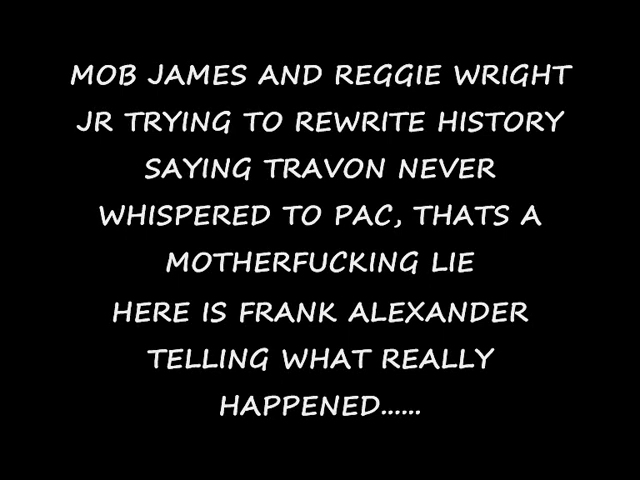 MOB JAMES AND REGGIE WRIGHT
JR TRYING TO REWRITE HISTORY
SAYING TRAVON NEVER
WHISPERED TO PAC, THATS A
MOTHERFUCKING LIE
HERE IS FRANK ALEXANDER
TELLING WHAT REALLY
HAPPENED......